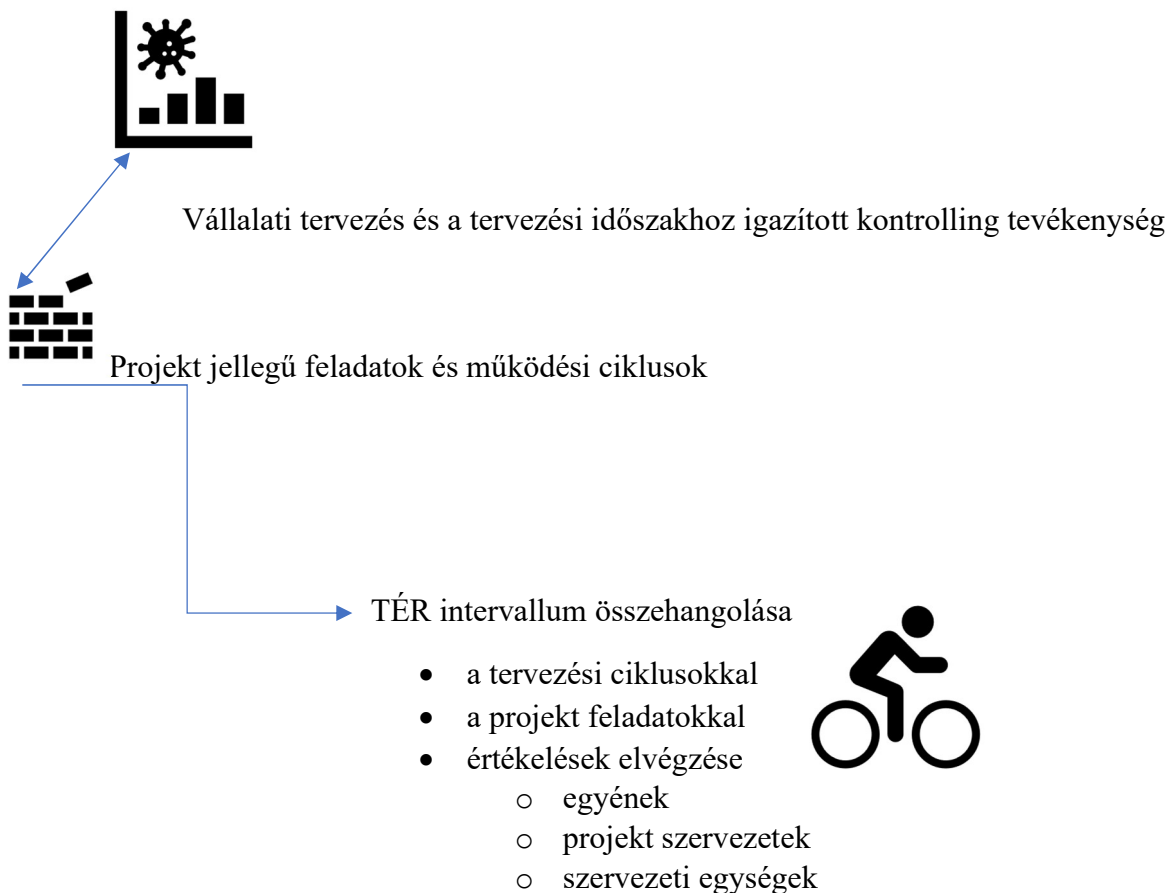 Vállalati tervezés és a tervezési időszakhoz igazított kontrolling tevékenység
Projekt jellegű feladatok és működési ciklusok
TÉR intervallum összehangolása
• a tervezési ciklusokkal
• a projekt feladatokkal
• értékelések elvégzése
o egyének
o projekt szervezetek
o szervezeti egységek